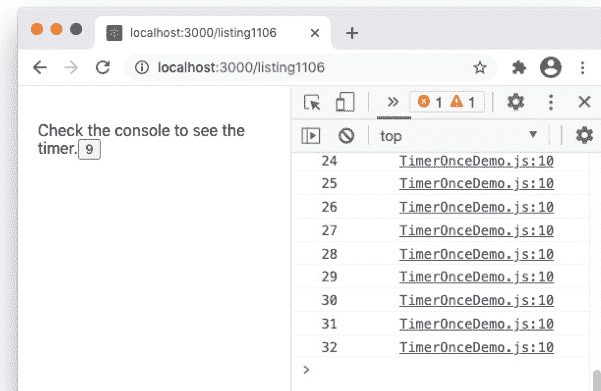 localhost:3000/listing1106
localhost:3000/listing1106
1 1
top
Check the console to see the
timer. 9
24 TimerOnceDemo.js:10
25 TimerOnceDemo.js:10
26 TimerOnceDemo.js:10
27 TimerOnceDemo.js:10
28 TimerOnceDemo.js:10
29 TimerOnceDemo.js:10
30 TimerOnceDemo.js:10
31 TimerOnceDemo.js:10
32 TimerOnceDemo.js:10